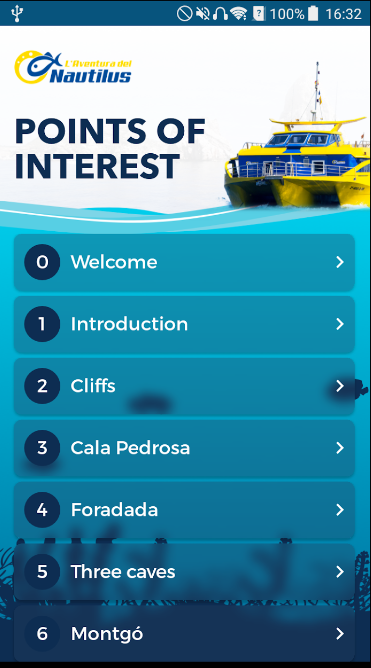 100% 16:32
L'Aventura del
Nautilus
POINTS OF
INTEREST
0 Welcome
1 Introduction
2 Cliffs
3 Cala Pedrosa
4 Foradada
5 Three caves
6 Montgó